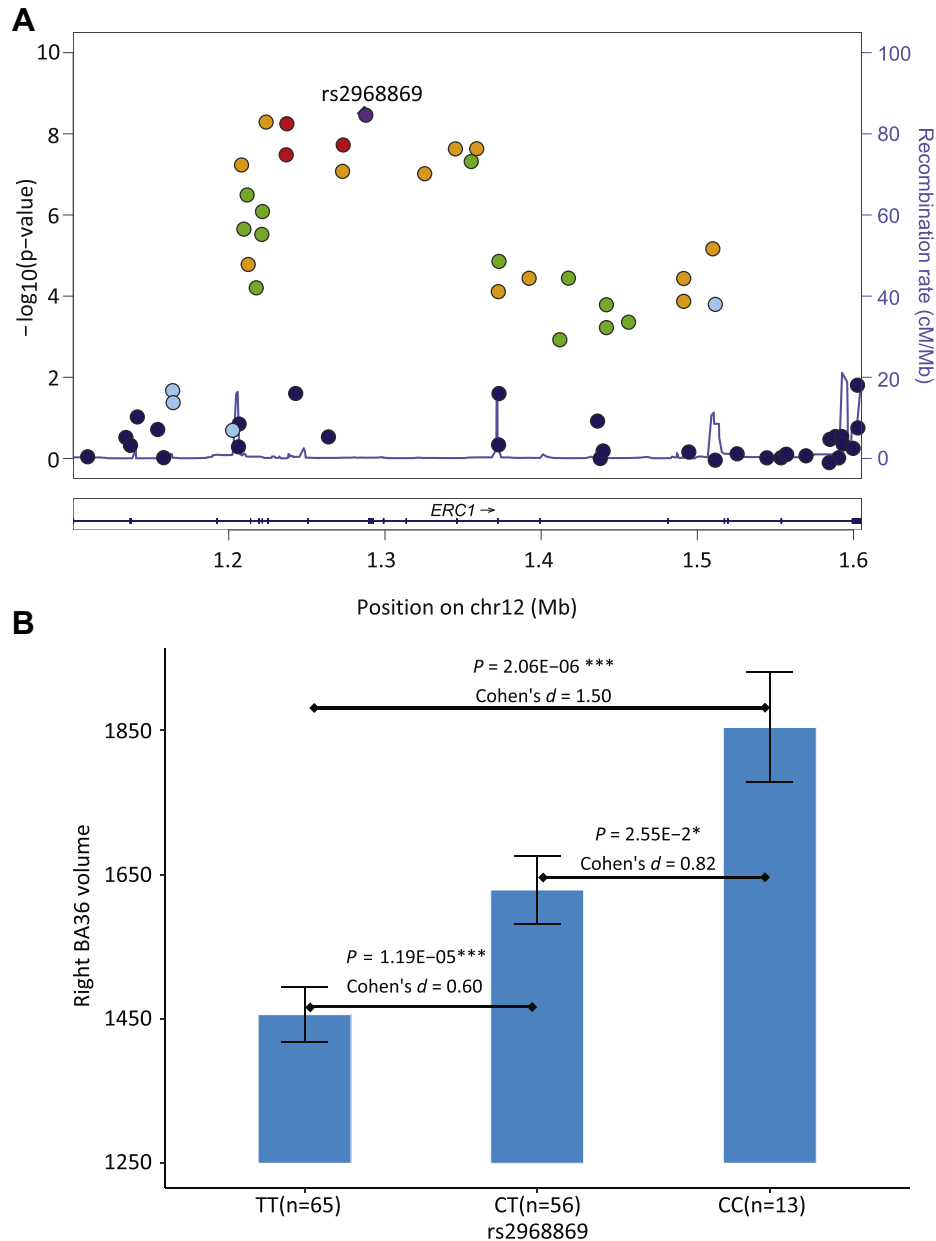 A
rs2968869
−log10(p−value)
10
8
6
4
2
0
100
80
60
40
20
0
Recombination rate (cM/Mb)
ERC1 →
1.2 1.3 1.4 1.5 1.6
Position on chr12 (Mb)
B
P = 2.06E−06 ***
Cohen's d = 1.50
P = 2.55E−2*
Cohen's d = 0.82
P = 1.19E−05***
Cohen's d = 0.60
Right BA36 volume
1850
1650
1450
1250
TT(n=65) CT(n=56) CC(n=13)
rs2968869